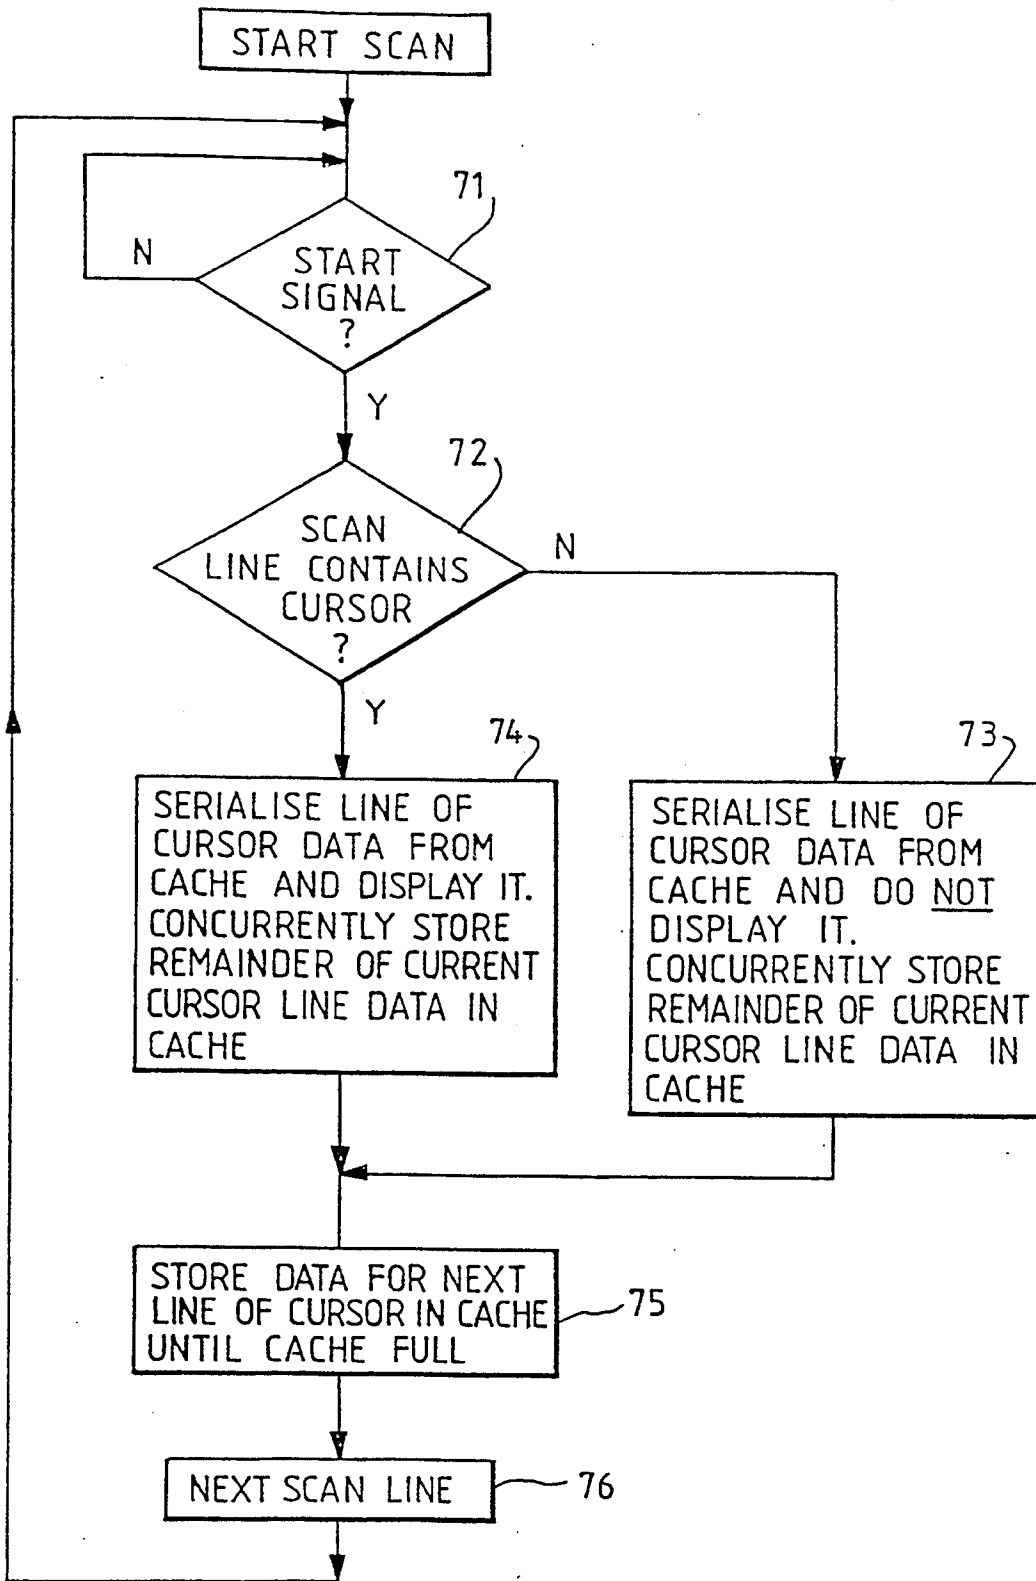 START SCAN
71
N
START
SIGNAL
?
Y
72
SCAN
LINE CONTAINS
CURSOR
?
N
Y
74
SERIALISE LINE OF
CURSOR DATA FROM
CACHE AND DISPLAY IT.
CONCURRENTLY STORE
REMAINDER OF CURRENT
CURSOR LINE DATA IN
CACHE
73
SERIALISE LINE OF
CURSOR DATA FROM
CACHE AND DO NOT
DISPLAY IT.
CONCURRENTLY STORE
REMAINDER OF CURRENT
CURSOR LINE DATA IN
CACHE
STORE DATA FOR NEXT
LINE OF CURSOR IN CACHE
UNTIL CACHE FULL
75
NEXT SCAN LINE
76